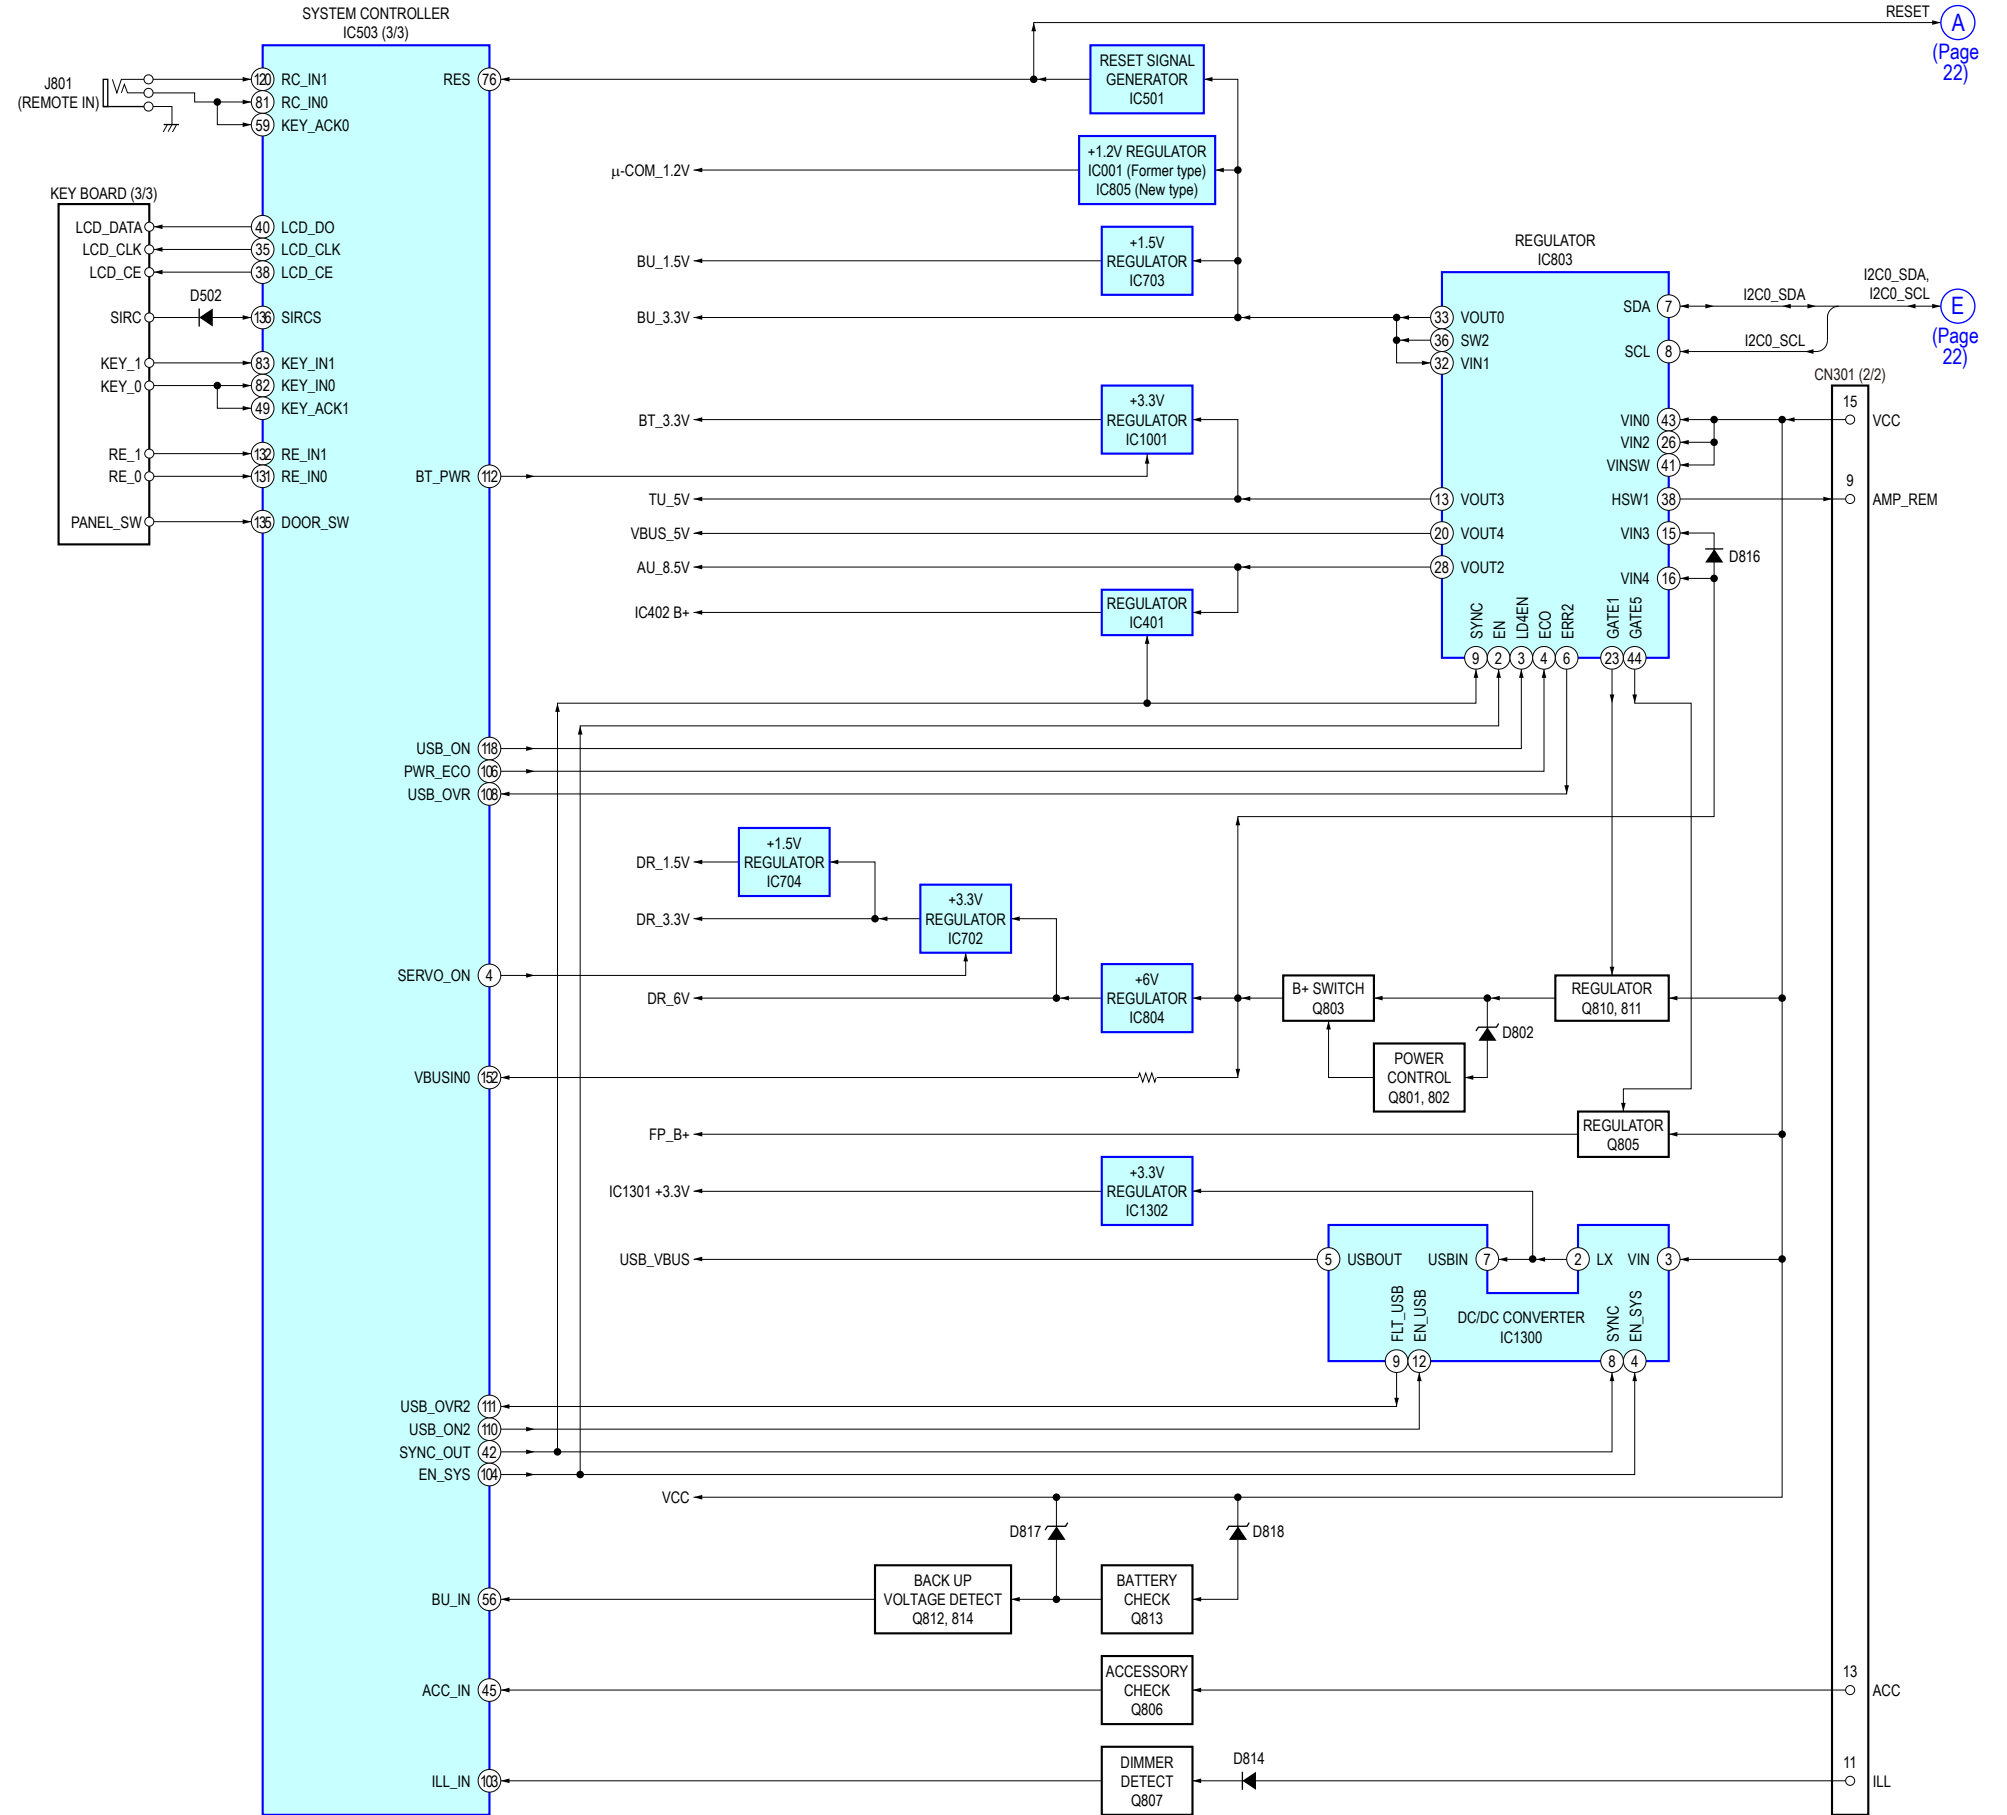 SYSTEM CONTROLLER
IC503 (3/3)
RESET
A
(Page
22)
J801
(REMOTE IN)
120 RC_IN1
81 RC_IN0
59 KEY_ACK0
RES 76
RESET SIGNAL
GENERATOR
IC501
+1.2V REGULATOR
IC001 (Former type)
IC805 (New type)
μ-COM_1.2V
KEY BOARD (3/3)
LCD_DATA
LCD_CLK
LCD_CE
SIRC
D502
KEY_1
KEY_0
RE_1
RE_0
PANEL_SW
40 LCD_DO
35 LCD_CLK
38 LCD_CE
136 SIRCS
83 KEY_IN1
82 KEY_IN0
49 KEY_ACK1
132 RE_IN1
131 RE_IN0
135 DOOR_SW
+1.5V
REGULATOR
IC703
BU_1.5V
BU_3.3V
REGULATOR
IC803
33 VOUT0
36 SW2
32 VIN1
13 VOUT3
20 VOUT4
28 VOUT2
SDA 7
SCL 8
VIN0 43
VIN2 26
VINSW 41
HSW1 38
VIN3 15
VIN4 16
D816
SYNC 9
EN 2
LD4EN 3
ECO 4
ERR2 6
GATE1 23
GATE5 44
I2C0_SDA
I2C0_SCL
I2C0_SDA,
I2C0_SCL
E
(Page
22)
CN301 (2/2)
15
VCC
9
AMP_REM
+3.3V
REGULATOR
IC1001
BT_3.3V
BT_PWR 112
TU_5V
VBUS_5V
AU_8.5V
IC402 B+
REGULATOR
IC401
USB_ON 118
PWR_ECO 106
USB_OVR 108
+1.5V
REGULATOR
IC704
DR_1.5V
+3.3V
REGULATOR
IC702
DR_3.3V
SERVO_ON 4
DR_6V
+6V
REGULATOR
IC804
B+ SWITCH
Q803
REGULATOR
Q810, 811
D802
POWER
CONTROL
Q801, 802
VBUSIN0 152
FP_B+
REGULATOR
Q805
+3.3V
REGULATOR
IC1302
IC1301 +3.3V
USB_VBUS
5 USBOUT
USBIN 7
2 LX
VIN 3
DC/DC CONVERTER
IC1300
FLT_USB 9
EN_USB 12
SYNC 8
EN_SYS 4
USB_OVR2 111
USB_ON2 110
SYNC_OUT 42
EN_SYS 104
VCC
D817
D818
BU_IN 56
BACK UP
VOLTAGE DETECT
Q812, 814
BATTERY
CHECK
Q813
ACC_IN 45
ACCESSORY
CHECK
Q806
13
ACC
ILL_IN 103
DIMMER
DETECT
Q807
D814
11
ILL